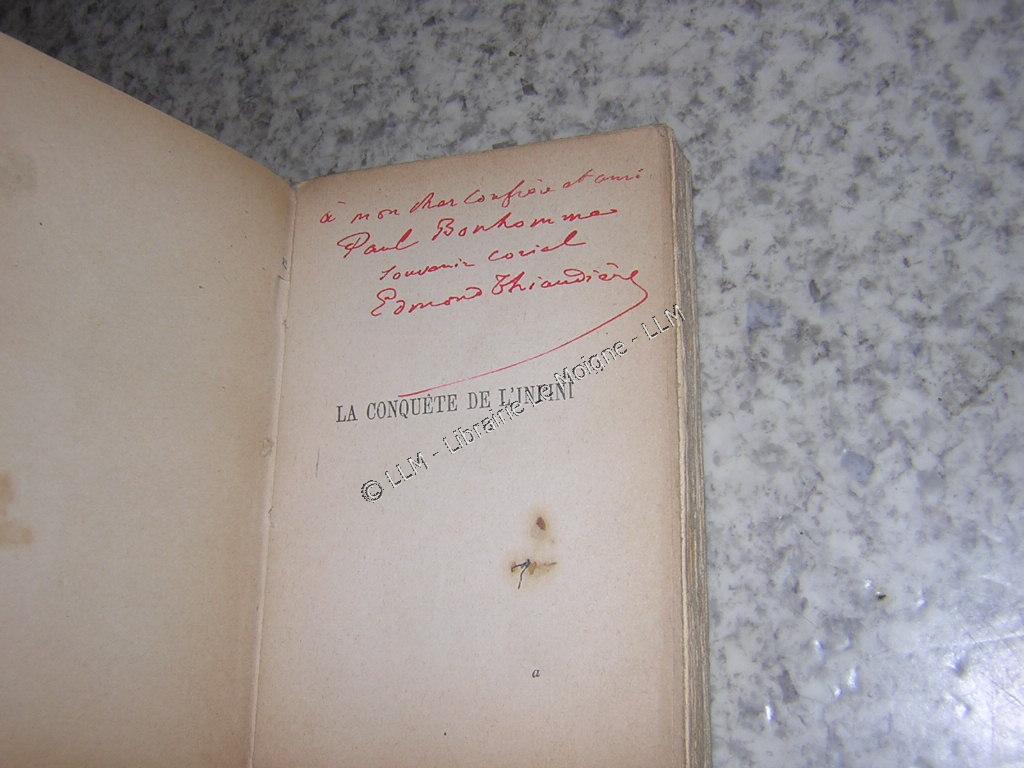 à mon cher confrère et ami
Paul Bonhomme
souvenir corial
Edmond Thiaudière
LA CONQUÊTE DE L'INFINI
© LLM - Librairie Le Moigne - LLM
a